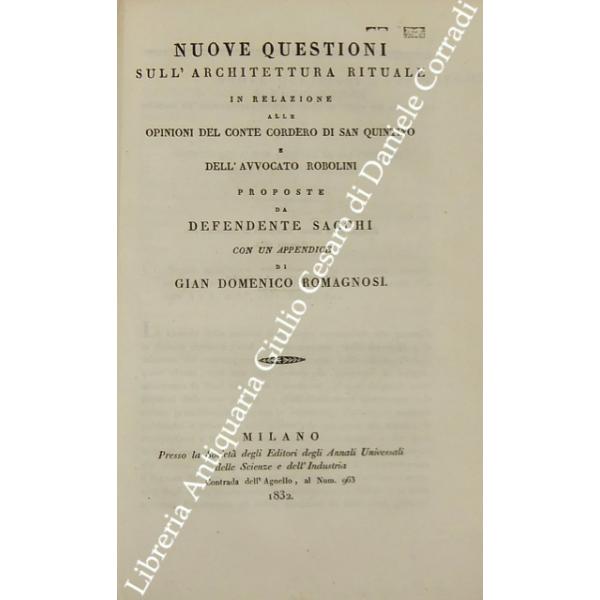 NUOVE QUESTIONI
SULL' ARCHITETTURA RITUALE
IN RELAZIONE
ALLE
OPINIONI DEL CONTE CORDERO DI SAN QUINTINO
E
DELL' AVVOCATO ROBOLINI
PROPOSTE
DA
DEFENDENTE SACCHI
CON UN APPENDICE
DI
GIAN DOMENICO ROMAGNOSI.
MILANO
Presso la Società degli Editori degli Annali Universali
delle Scienze e dell' Industria
Contrada dell' Agnello, al Num. 963
1832.
Libreria Antiquaria Giulio Cesare di Daniele Corradi